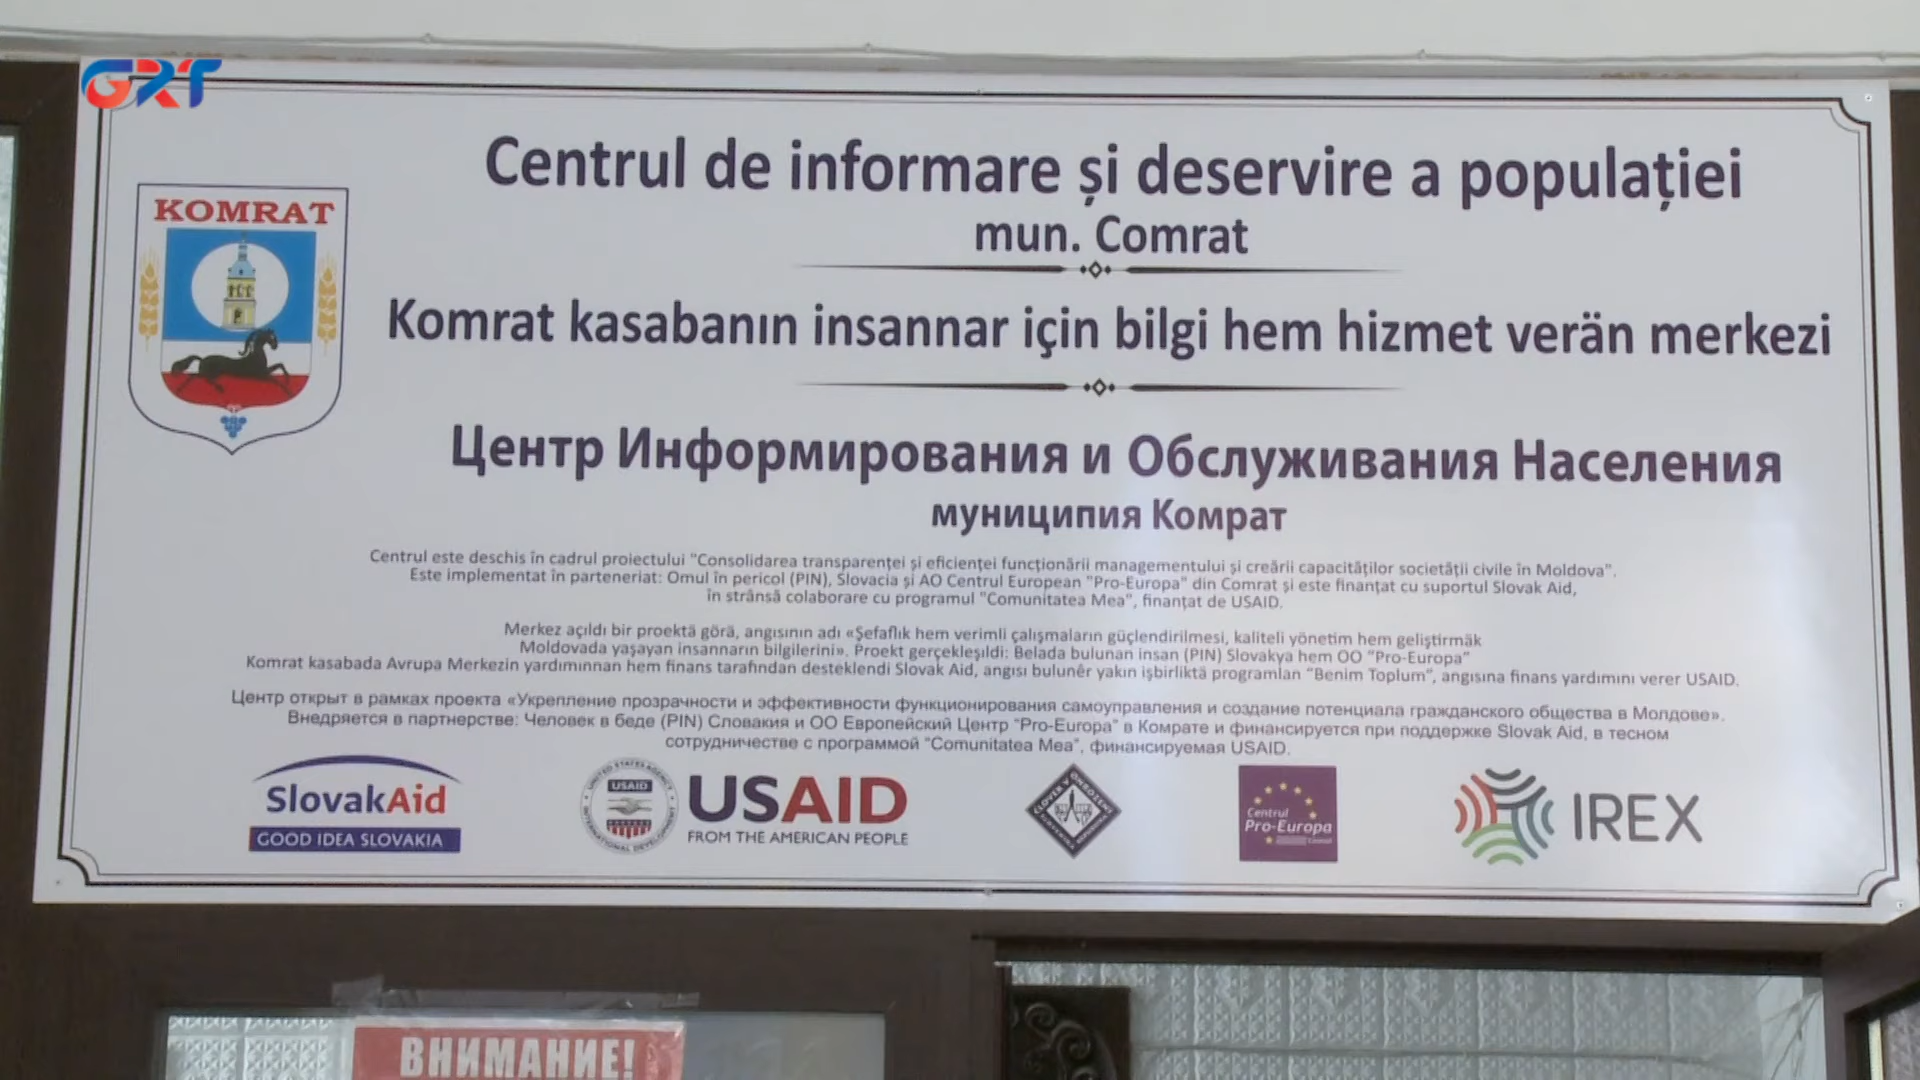 GRT
KOMRAT
Centrul de informare și deservire a populației
mun. Comrat
Komrat kasabanın insannar için bilgi hem hizmet verän merkezi
Центр Информирования и Обслуживания Населения
муниципия Комрат
Centrul este deschis în cadrul proiectului "Consolidarea transparenței și eficienței funcționării managementului și creării capacităților societății civile în Moldova".
Este implementat în parteneriat: Omul în pericol (PIN), Slovacia și AO Centrul European "Pro-Europa" din Comrat și este finanțat cu suportul Slovak Aid,
în strânsă colaborare cu programul "Comunitatea Mea", finanțat de USAID.
Merkez açıldı bir proektä görä, angısının adı «Şefaflık hem verimli çalışmaların güçlendirilmesi, kaliteli yönetim hem geliştirmäk
Moldovada yaşayan insannarın bilgilerini». Proekt gerçekleşildi: Belada bulunan insan (PIN) Slovakya hem OO "Pro-Europa"
Komrat kasabada Avrupa Merkezin yardımınnan hem finans tarafından desteklendi Slovak Aid, angısı bulunêr yakın işbirliktä programlan "Benim Toplum", angısına finans yardımını verer USAID.
Центр открыт в рамках проекта «Укрепление прозрачности и эффективности функционирования самоуправления и создание потенциала гражданского общества в Молдове».
Внедряется в партнерстве: Человек в беде (PIN) Словакия и ОО Европейский Центр "Pro-Europa" в Комрате и финансируется при поддержке Slovak Aid, в тесном
сотрудничестве с программой "Comunitatea Mea", финансируемая USAID.
SlovakAid
GOOD IDEA SLOVAKIA
UNITED STATES AGENCY
USAID
INTERNATIONAL DEVELOPMENT
USAID
FROM THE AMERICAN PEOPLE
ČLOVEK V OHROZENÍ
Centrul
Pro-Europa
IREX
ВНИМАНИЕ!